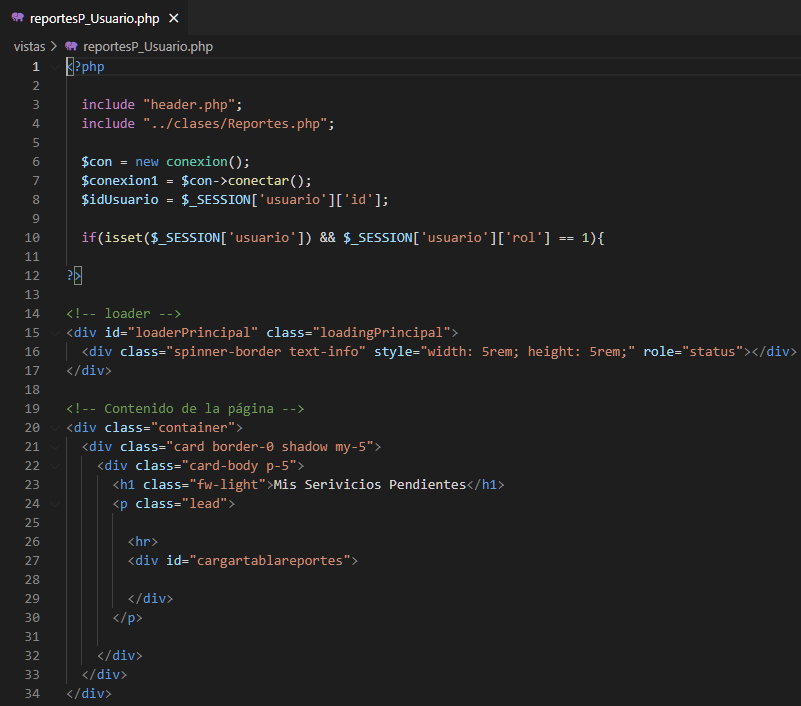 reportesP_Usuario.php ×
vistas > reportesP_Usuario.php
1 <?php
2
3 include "header.php";
4 include "../clases/Reportes.php";
5
6 $con = new conexion();
7 $conexion1 = $con->conectar();
8 $idUsuario = $_SESSION['usuario']['id'];
9
10 if(isset($_SESSION['usuario']) && $_SESSION['usuario']['rol'] == 1){
11
12 ?>
13
14 <!-- loader -->
15 <div id="loaderPrincipal" class="loadingPrincipal">
16 <div class="spinner-border text-info" style="width: 5rem; height: 5rem;" role="status"></div>
17 </div>
18
19 <!-- Contenido de la página -->
20 <div class="container">
21 <div class="card border-0 shadow my-5">
22 <div class="card-body p-5">
23 <h1 class="fw-light">Mis Serivicios Pendientes</h1>
24 <p class="lead">
25
26 <hr>
27 <div id="cargartablareportes">
28
29 </div>
30 </p>
31
32 </div>
33 </div>
34 </div>